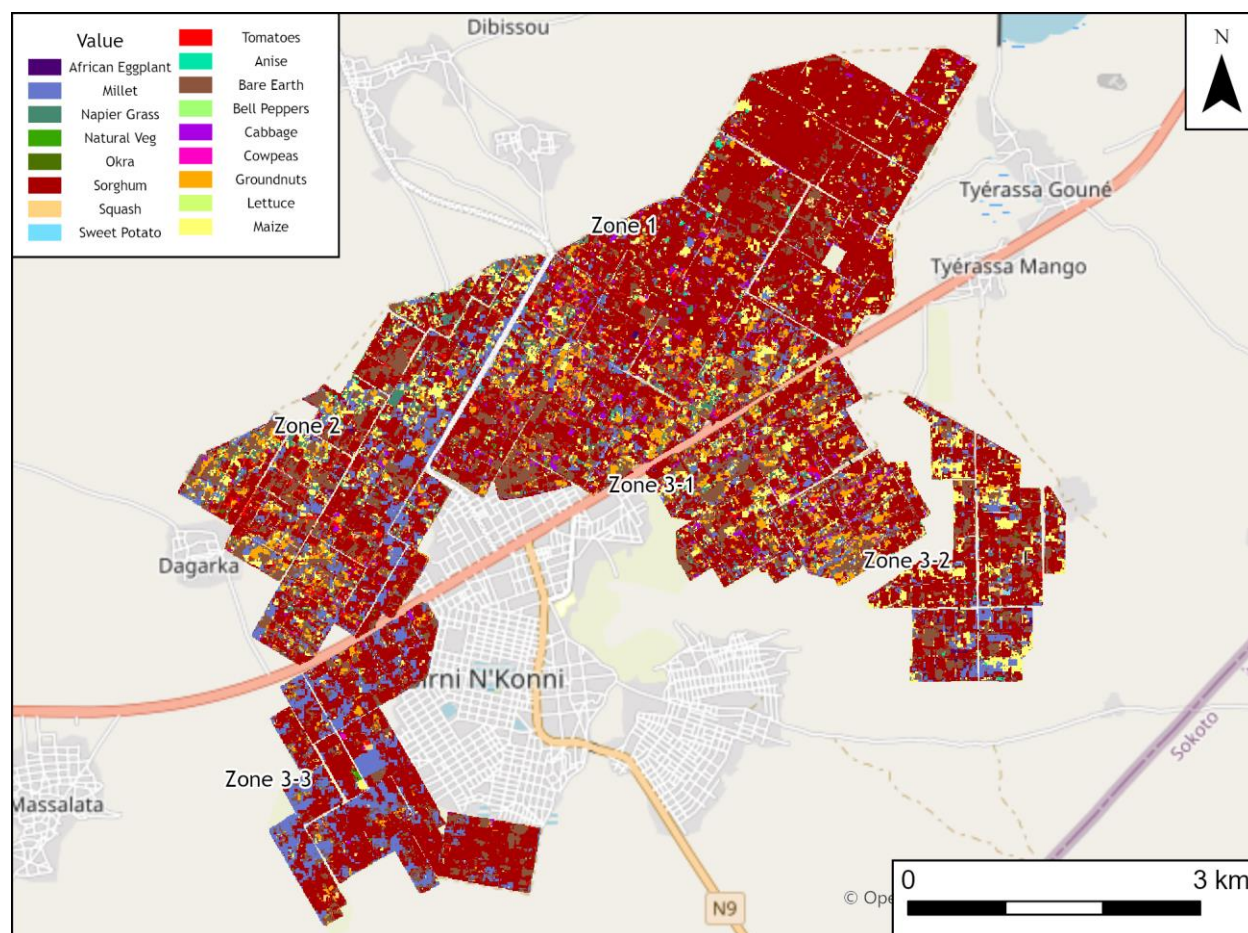 Value
African Eggplant
Millet
Napier Grass
Natural Veg
Okra
Sorghum
Squash
Sweet Potato
Tomatoes
Anise
Bare Earth
Bell Peppers
Cabbage
Cowpeas
Groundnuts
Lettuce
Maize
Dibissou
N
Tyérassa Gouné
Zone 1
Tyérassa Mango
Zone 2
Zone 3-1
Dagarka
Zone 3-2
Birni N'Konni
Sokoto
Zone 3-3
Massalata
0 3 km
© Ope
N9